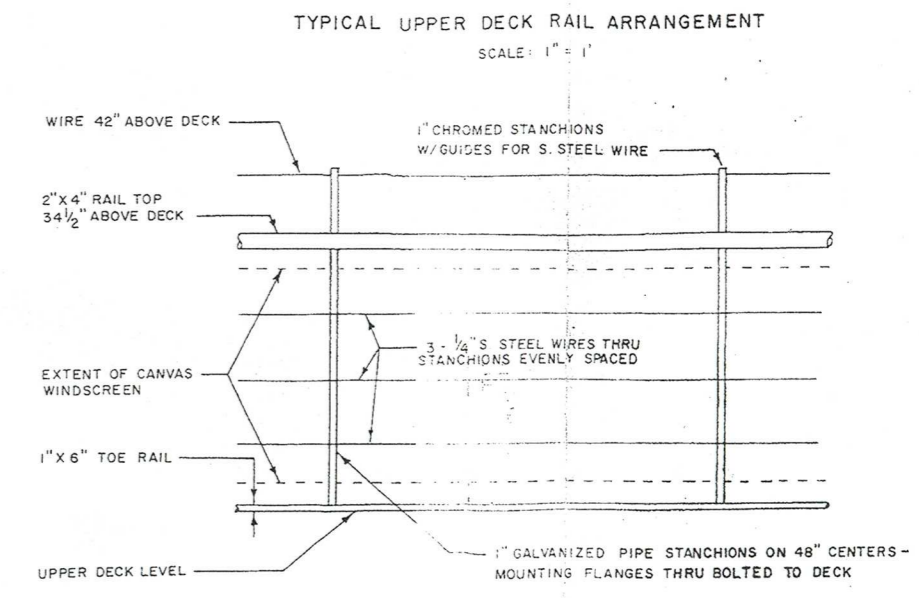 TYPICAL UPPER DECK RAIL ARRANGEMENT
SCALE: 1" = 1'
WIRE 42" ABOVE DECK
1" CHROMED STANCHIONS
W/GUIDES FOR S. STEEL WIRE
2" X 4" RAIL TOP
34 1/2" ABOVE DECK
3 - 1/4" S STEEL WIRES THRU
STANCHIONS EVENLY SPACED
EXTENT OF CANVAS
WINDSCREEN
1" X 6" TOE RAIL
1" GALVANIZED PIPE STANCHIONS ON 48" CENTERS-
MOUNTING FLANGES THRU BOLTED TO DECK
UPPER DECK LEVEL